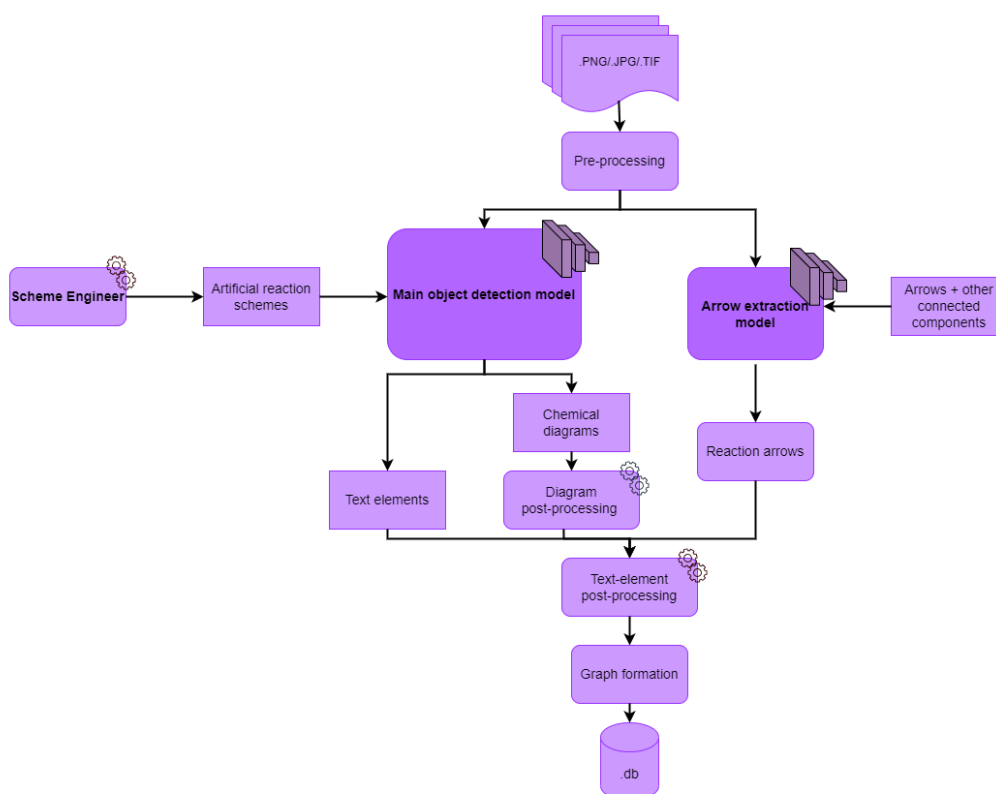 .PNG/.JPG/.TIF
Pre-processing
Scheme Engineer
Artificial reaction
schemes
Main object detection model
Arrow extraction
model
Arrows + other
connected
components
Chemical
diagrams
Reaction arrows
Text elements
Diagram
post-processing
Text-element
post-processing
Graph formation
.db